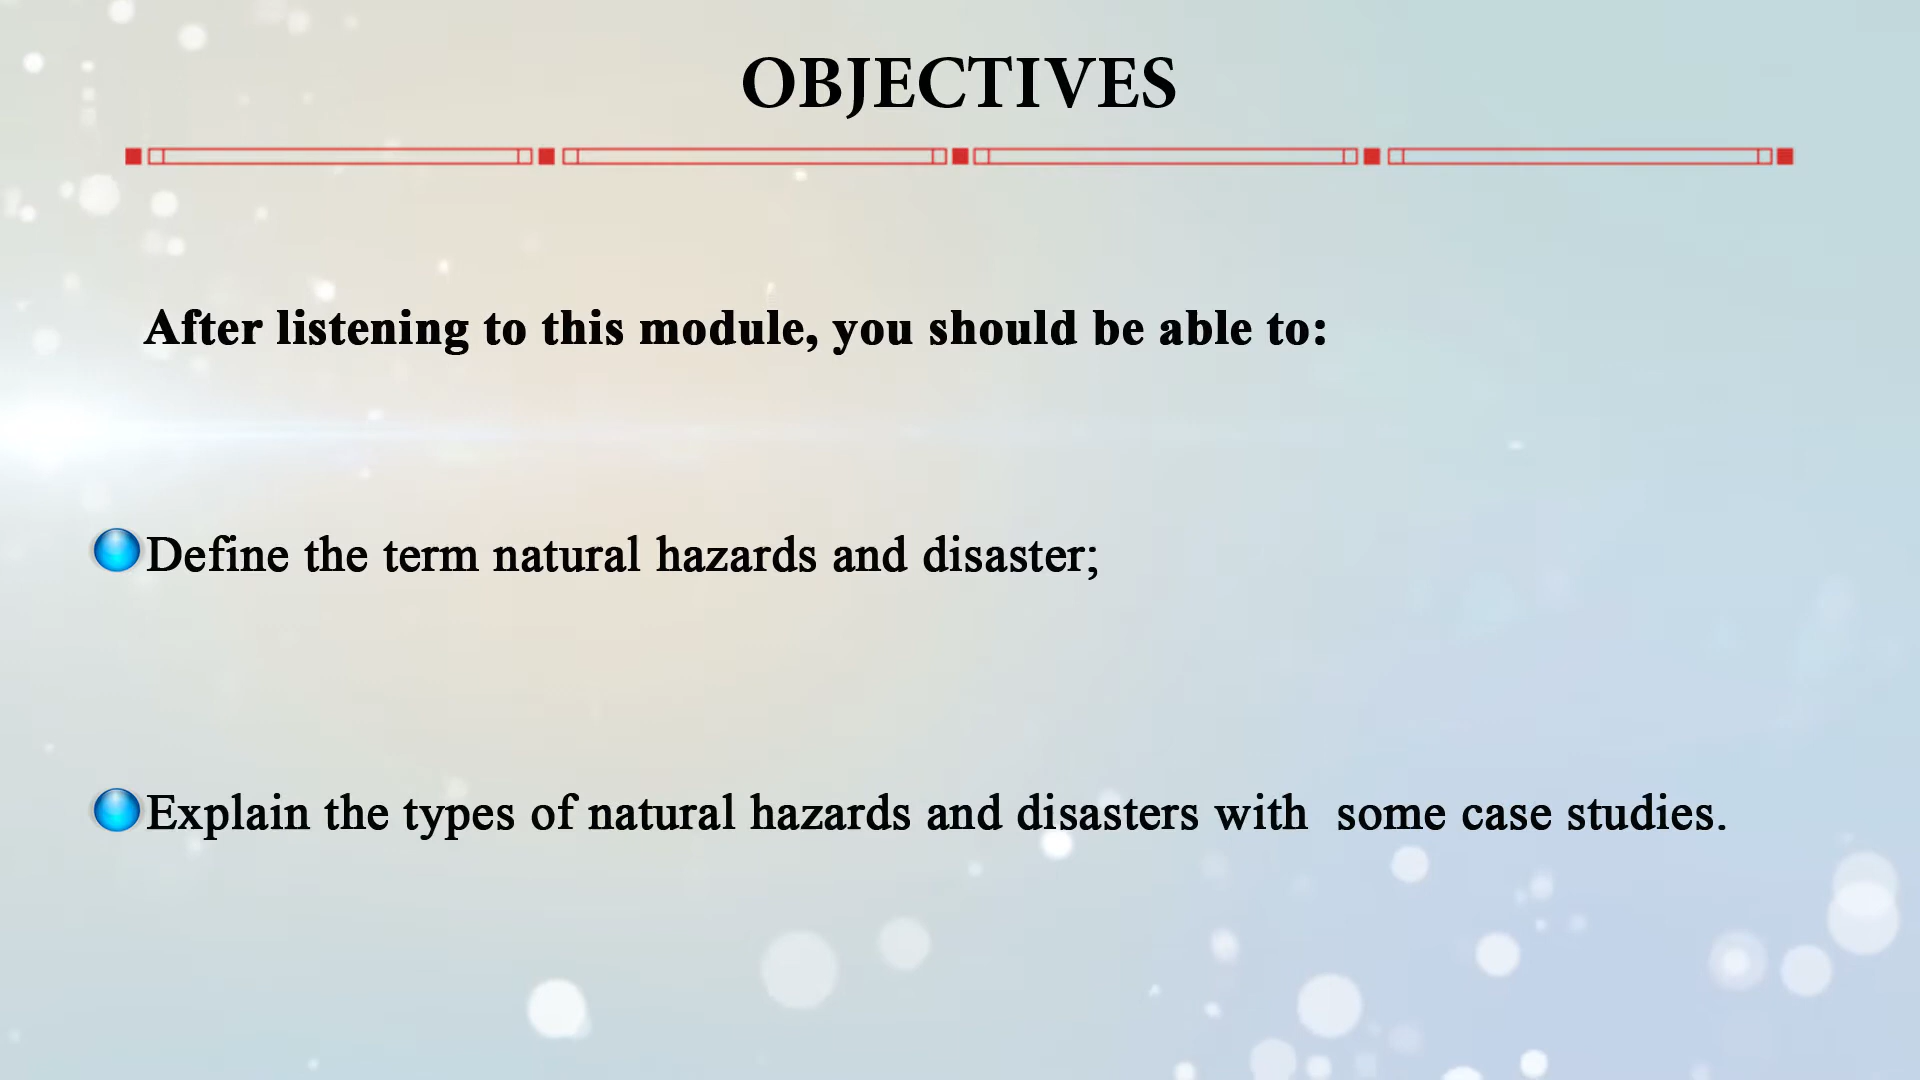 OBJECTIVES
After listening to this module, you should be able to:
Define the term natural hazards and disaster;
Explain the types of natural hazards and disasters with  some case studies.